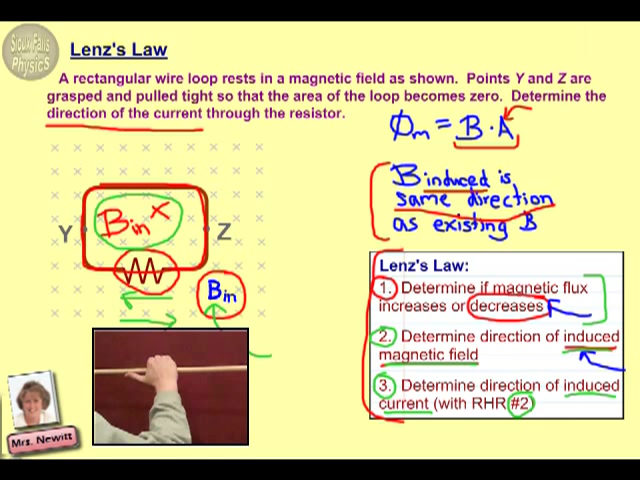 Sioux Falls
Physics
Lenz's Law
A rectangular wire loop rests in a magnetic field as shown. Points Y and Z are
grasped and pulled tight so that the area of the loop becomes zero. Determine the
direction of the current through the resistor.
Φm = B · A
B induced is
same direction
as existing B
Bin x
Y
Z
Bin
Lenz's Law:
1. Determine if magnetic flux
increases or decreases
2. Determine direction of induced
magnetic field
3. Determine direction of induced
current (with RHR #2)
Mrs. Newitt